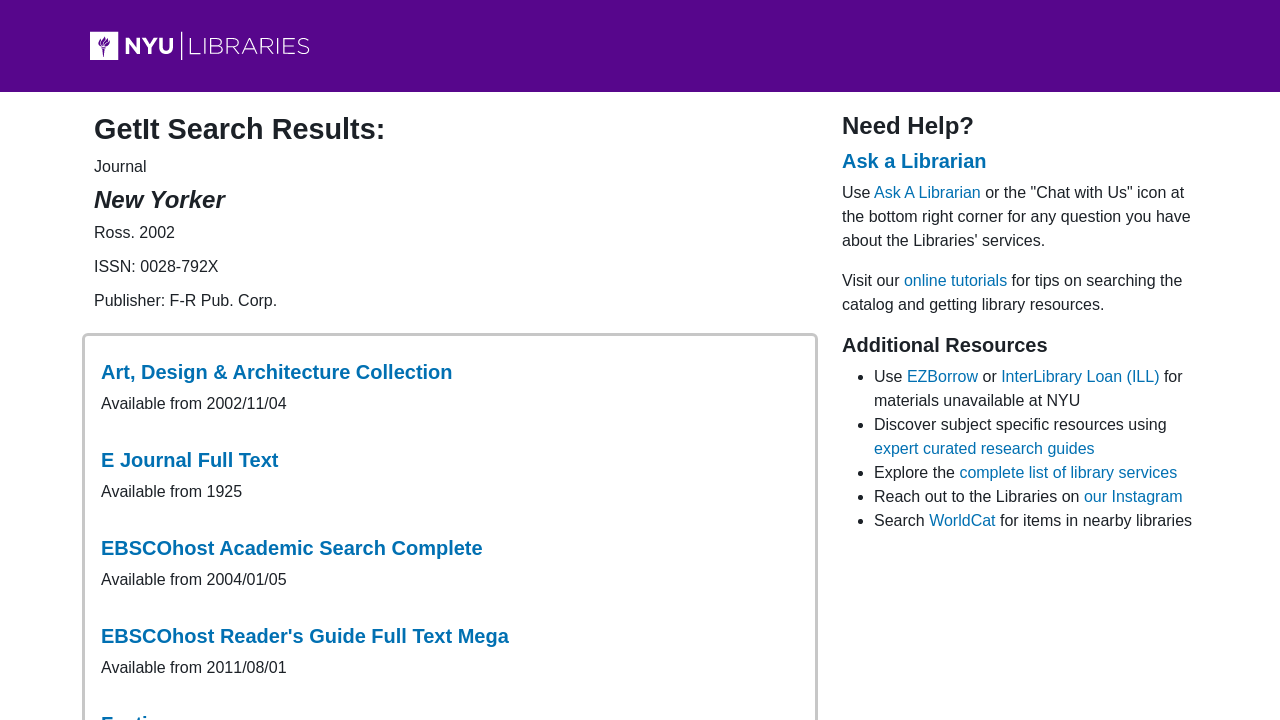 NYU LIBRARIES
GetIt Search Results:
Journal
New Yorker
Ross. 2002
ISSN: 0028-792X
Publisher: F-R Pub. Corp.
Art, Design & Architecture Collection
Available from 2002/11/04
E Journal Full Text
Available from 1925
EBSCOhost Academic Search Complete
Available from 2004/01/05
EBSCOhost Reader's Guide Full Text Mega
Available from 2011/08/01
Need Help?
Ask a Librarian
Use Ask A Librarian or the "Chat with Us" icon at
the bottom right corner for any question you have
about the Libraries' services.
Visit our online tutorials for tips on searching the
catalog and getting library resources.
Additional Resources
Use EZBorrow or InterLibrary Loan (ILL) for
materials unavailable at NYU
Discover subject specific resources using
expert curated research guides
Explore the complete list of library services
Reach out to the Libraries on our Instagram
Search WorldCat for items in nearby libraries